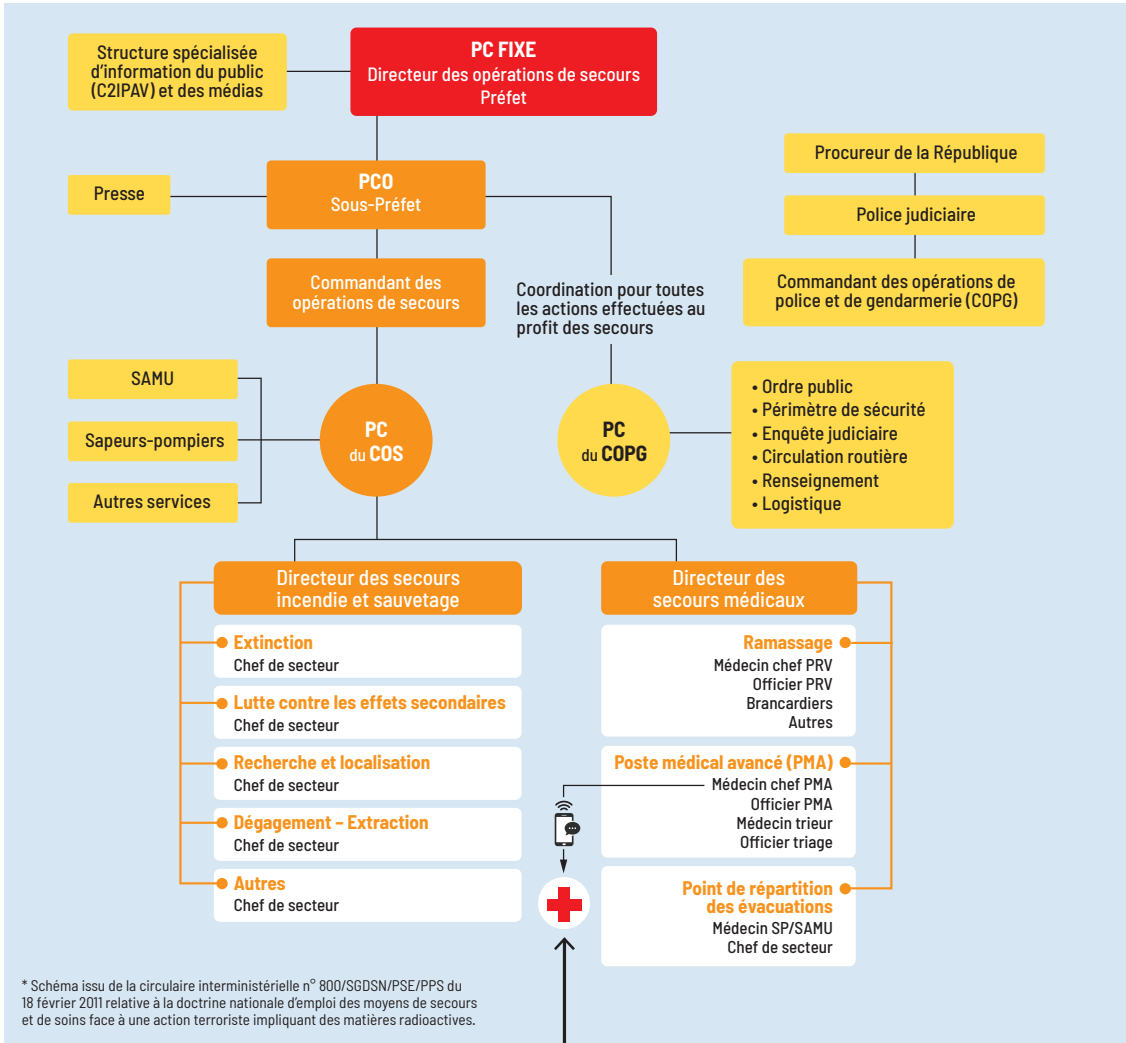 Structure spécialisée
d'information du public
(C2IPAV) et des médias
PC FIXE
Directeur des opérations de secours
Préfet
Procureur de la République
Police judiciaire
Commandant des opérations de
police et de gendarmerie (COPG)
Presse
PCO
Sous-Préfet
Commandant des
opérations de secours
Coordination pour toutes
les actions effectuées au
profit des secours
SAMU
Sapeurs-pompiers
Autres services
PC
du COS
PC
du COPG
• Ordre public
• Périmètre de sécurité
• Enquête judiciaire
• Circulation routière
• Renseignement
• Logistique
Directeur des secours
incendie et sauvetage
Extinction
Chef de secteur
Lutte contre les effets secondaires
Chef de secteur
Recherche et localisation
Chef de secteur
Dégagement – Extraction
Chef de secteur
Autres
Chef de secteur
Directeur des
secours médicaux
Ramassage
Médecin chef PRV
Officier PRV
Brancardiers
Autres
Poste médical avancé (PMA)
Médecin chef PMA
Officier PMA
Médecin trieur
Officier triage
Point de répartition
des évacuations
Médecin SP/SAMU
Chef de secteur
* Schéma issu de la circulaire interministérielle n° 800/SGDSN/PSE/PPS du
18 février 2011 relative à la doctrine nationale d'emploi des moyens de secours
et de soins face à une action terroriste impliquant des matières radioactives.